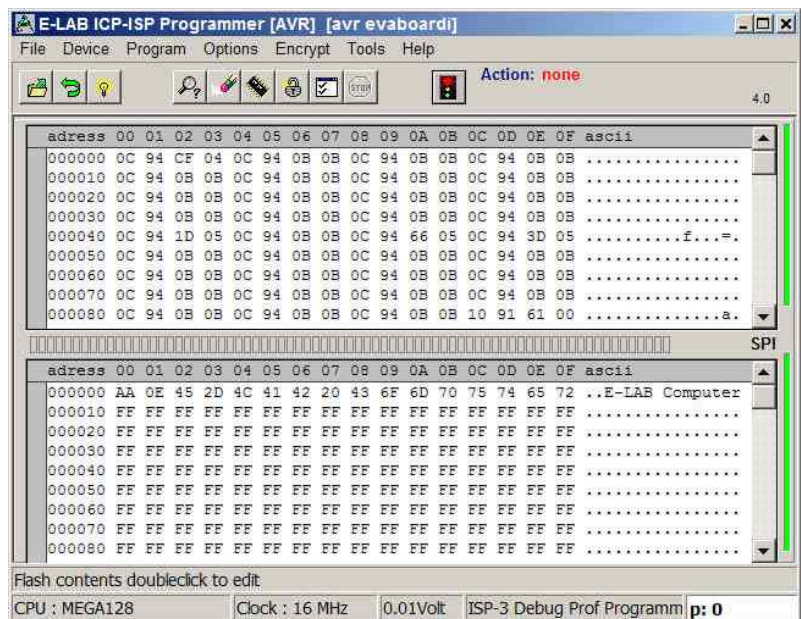 E-LAB ICP-ISP Programmer [AVR] [avr evaboardi]
File Device Program Options Encrypt Tools Help
STOP
Action: none
4.0
adress 00 01 02 03 04 05 06 07 08 09 0A 0B 0C 0D 0E 0F ascii
000000 0C 94 CF 04 0C 94 0B 0B 0C 94 0B 0B 0C 94 0B 0B ................
000010 0C 94 0B 0B 0C 94 0B 0B 0C 94 0B 0B 0C 94 0B 0B ................
000020 0C 94 0B 0B 0C 94 0B 0B 0C 94 0B 0B 0C 94 0B 0B ................
000030 0C 94 0B 0B 0C 94 0B 0B 0C 94 0B 0B 0C 94 0B 0B ................
000040 0C 94 1D 05 0C 94 0B 0B 0C 94 66 05 0C 94 3D 05 ..........f...=.
000050 0C 94 0B 0B 0C 94 0B 0B 0C 94 0B 0B 0C 94 0B 0B ................
000060 0C 94 0B 0B 0C 94 0B 0B 0C 94 0B 0B 0C 94 0B 0B ................
000070 0C 94 0B 0B 0C 94 0B 0B 0C 94 0B 0B 0C 94 0B 0B ................
000080 0C 94 0B 0B 0C 94 0B 0B 0C 94 0B 0B 10 91 61 00 ..............a.
SPI
adress 00 01 02 03 04 05 06 07 08 09 0A 0B 0C 0D 0E 0F ascii
000000 AA 0E 45 2D 4C 41 42 20 43 6F 6D 70 75 74 65 72 ..E-LAB Computer
000010 FF FF FF FF FF FF FF FF FF FF FF FF FF FF FF FF ................
000020 FF FF FF FF FF FF FF FF FF FF FF FF FF FF FF FF ................
000030 FF FF FF FF FF FF FF FF FF FF FF FF FF FF FF FF ................
000040 FF FF FF FF FF FF FF FF FF FF FF FF FF FF FF FF ................
000050 FF FF FF FF FF FF FF FF FF FF FF FF FF FF FF FF ................
000060 FF FF FF FF FF FF FF FF FF FF FF FF FF FF FF FF ................
000070 FF FF FF FF FF FF FF FF FF FF FF FF FF FF FF FF ................
000080 FF FF FF FF FF FF FF FF FF FF FF FF FF FF FF FF ................
Flash contents doubleclick to edit
CPU : MEGA128 Clock : 16 MHz 0.01Volt ISP-3 Debug Prof Programm p: 0